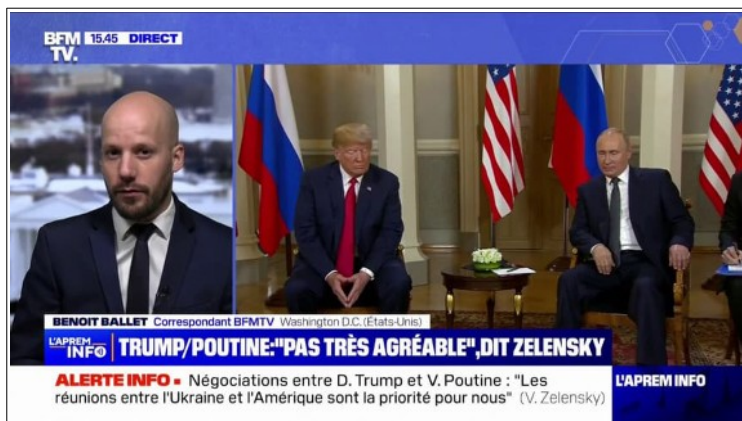 BFM
TV.
15.45 DIRECT
BENOIT BALLET Correspondant BFMTV Washington D.C. (États-Unis)
L'APREM
INFO
TRUMP/POUTINE:"PAS TRÈS AGRÉABLE",DIT ZELENSKY
ALERTE INFO ▪ Négociations entre D. Trump et V. Poutine : "Les
réunions entre l'Ukraine et l'Amérique sont la priorité pour nous" (V. Zelensky)
L'APREM INFO